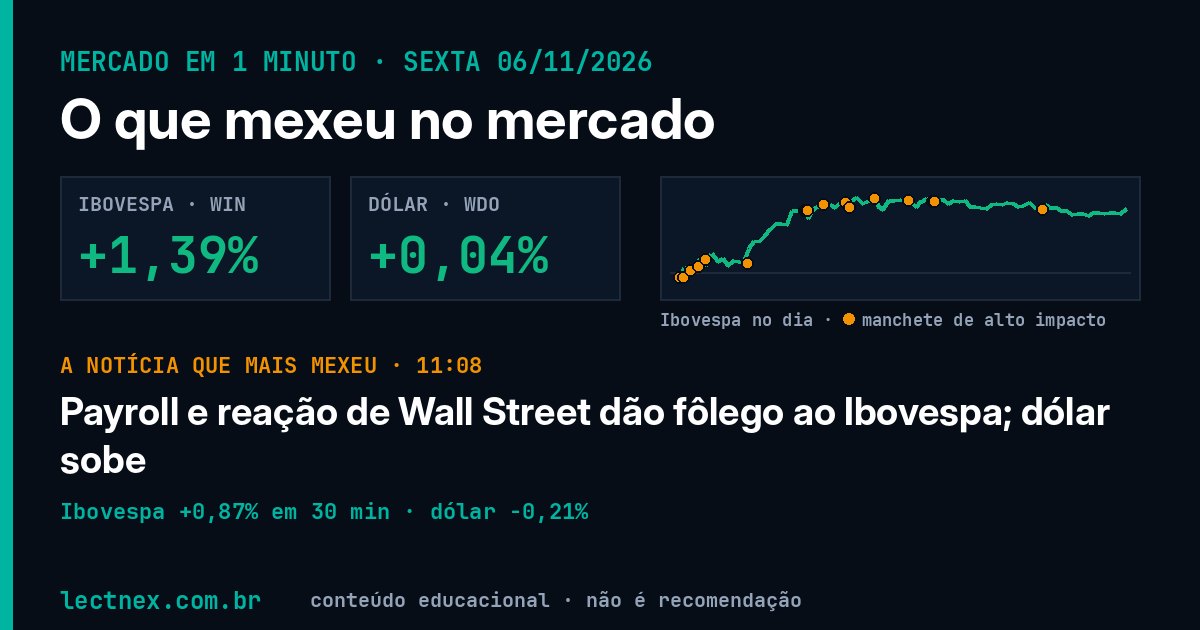 MERCADO EM 1 MINUTO · SEXTA 06/11/2026
O que mexeu no mercado
IBOVESPA · WIN
+1,39%
DÓLAR · WDO
+0,04%
Ibovespa no dia · manchete de alto impacto
A NOTÍCIA QUE MAIS MEXEU · 11:08
Payroll e reação de Wall Street dão fôlego ao Ibovespa; dólar
sobe
Ibovespa +0,87% em 30 min · dólar -0,21%
lectnex.com.br
conteúdo educacional · não é recomendação